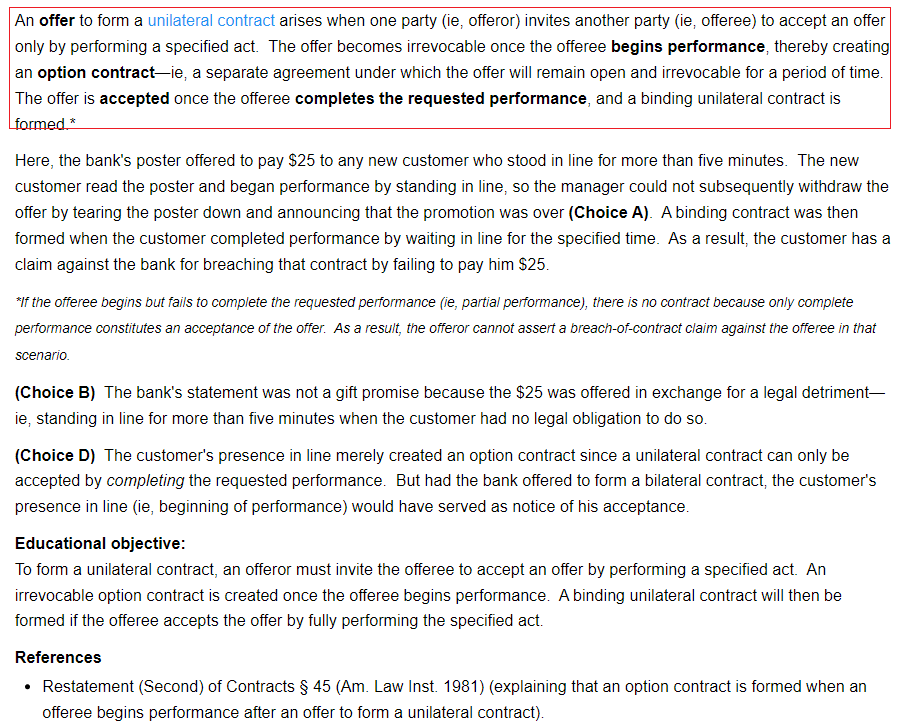 An offer to form a unilateral contract arises when one party (ie, offeror) invites another party (ie, offeree) to accept an offer
only by performing a specified act.  The offer becomes irrevocable once the offeree begins performance, thereby creating
an option contract—ie, a separate agreement under which the offer will remain open and irrevocable for a period of time.
The offer is accepted once the offeree completes the requested performance, and a binding unilateral contract is
formed.*
Here, the bank's poster offered to pay $25 to any new customer who stood in line for more than five minutes.  The new
customer read the poster and began performance by standing in line, so the manager could not subsequently withdraw the
offer by tearing the poster down and announcing that the promotion was over (Choice A).  A binding contract was then
formed when the customer completed performance by waiting in line for the specified time.  As a result, the customer has a
claim against the bank for breaching that contract by failing to pay him $25.
*If the offeree begins but fails to complete the requested performance (ie, partial performance), there is no contract because only complete
performance constitutes an acceptance of the offer.  As a result, the offeror cannot assert a breach-of-contract claim against the offeree in that
scenario.
(Choice B)  The bank's statement was not a gift promise because the $25 was offered in exchange for a legal detriment—
ie, standing in line for more than five minutes when the customer had no legal obligation to do so.
(Choice D)  The customer's presence in line merely created an option contract since a unilateral contract can only be
accepted by completing the requested performance.  But had the bank offered to form a bilateral contract, the customer's
presence in line (ie, beginning of performance) would have served as notice of his acceptance.
Educational objective:
To form a unilateral contract, an offeror must invite the offeree to accept an offer by performing a specified act.  An
irrevocable option contract is created once the offeree begins performance.  A binding unilateral contract will then be
formed if the offeree accepts the offer by fully performing the specified act.
References
• Restatement (Second) of Contracts § 45 (Am. Law Inst. 1981) (explaining that an option contract is formed when an
offeree begins performance after an offer to form a unilateral contract).